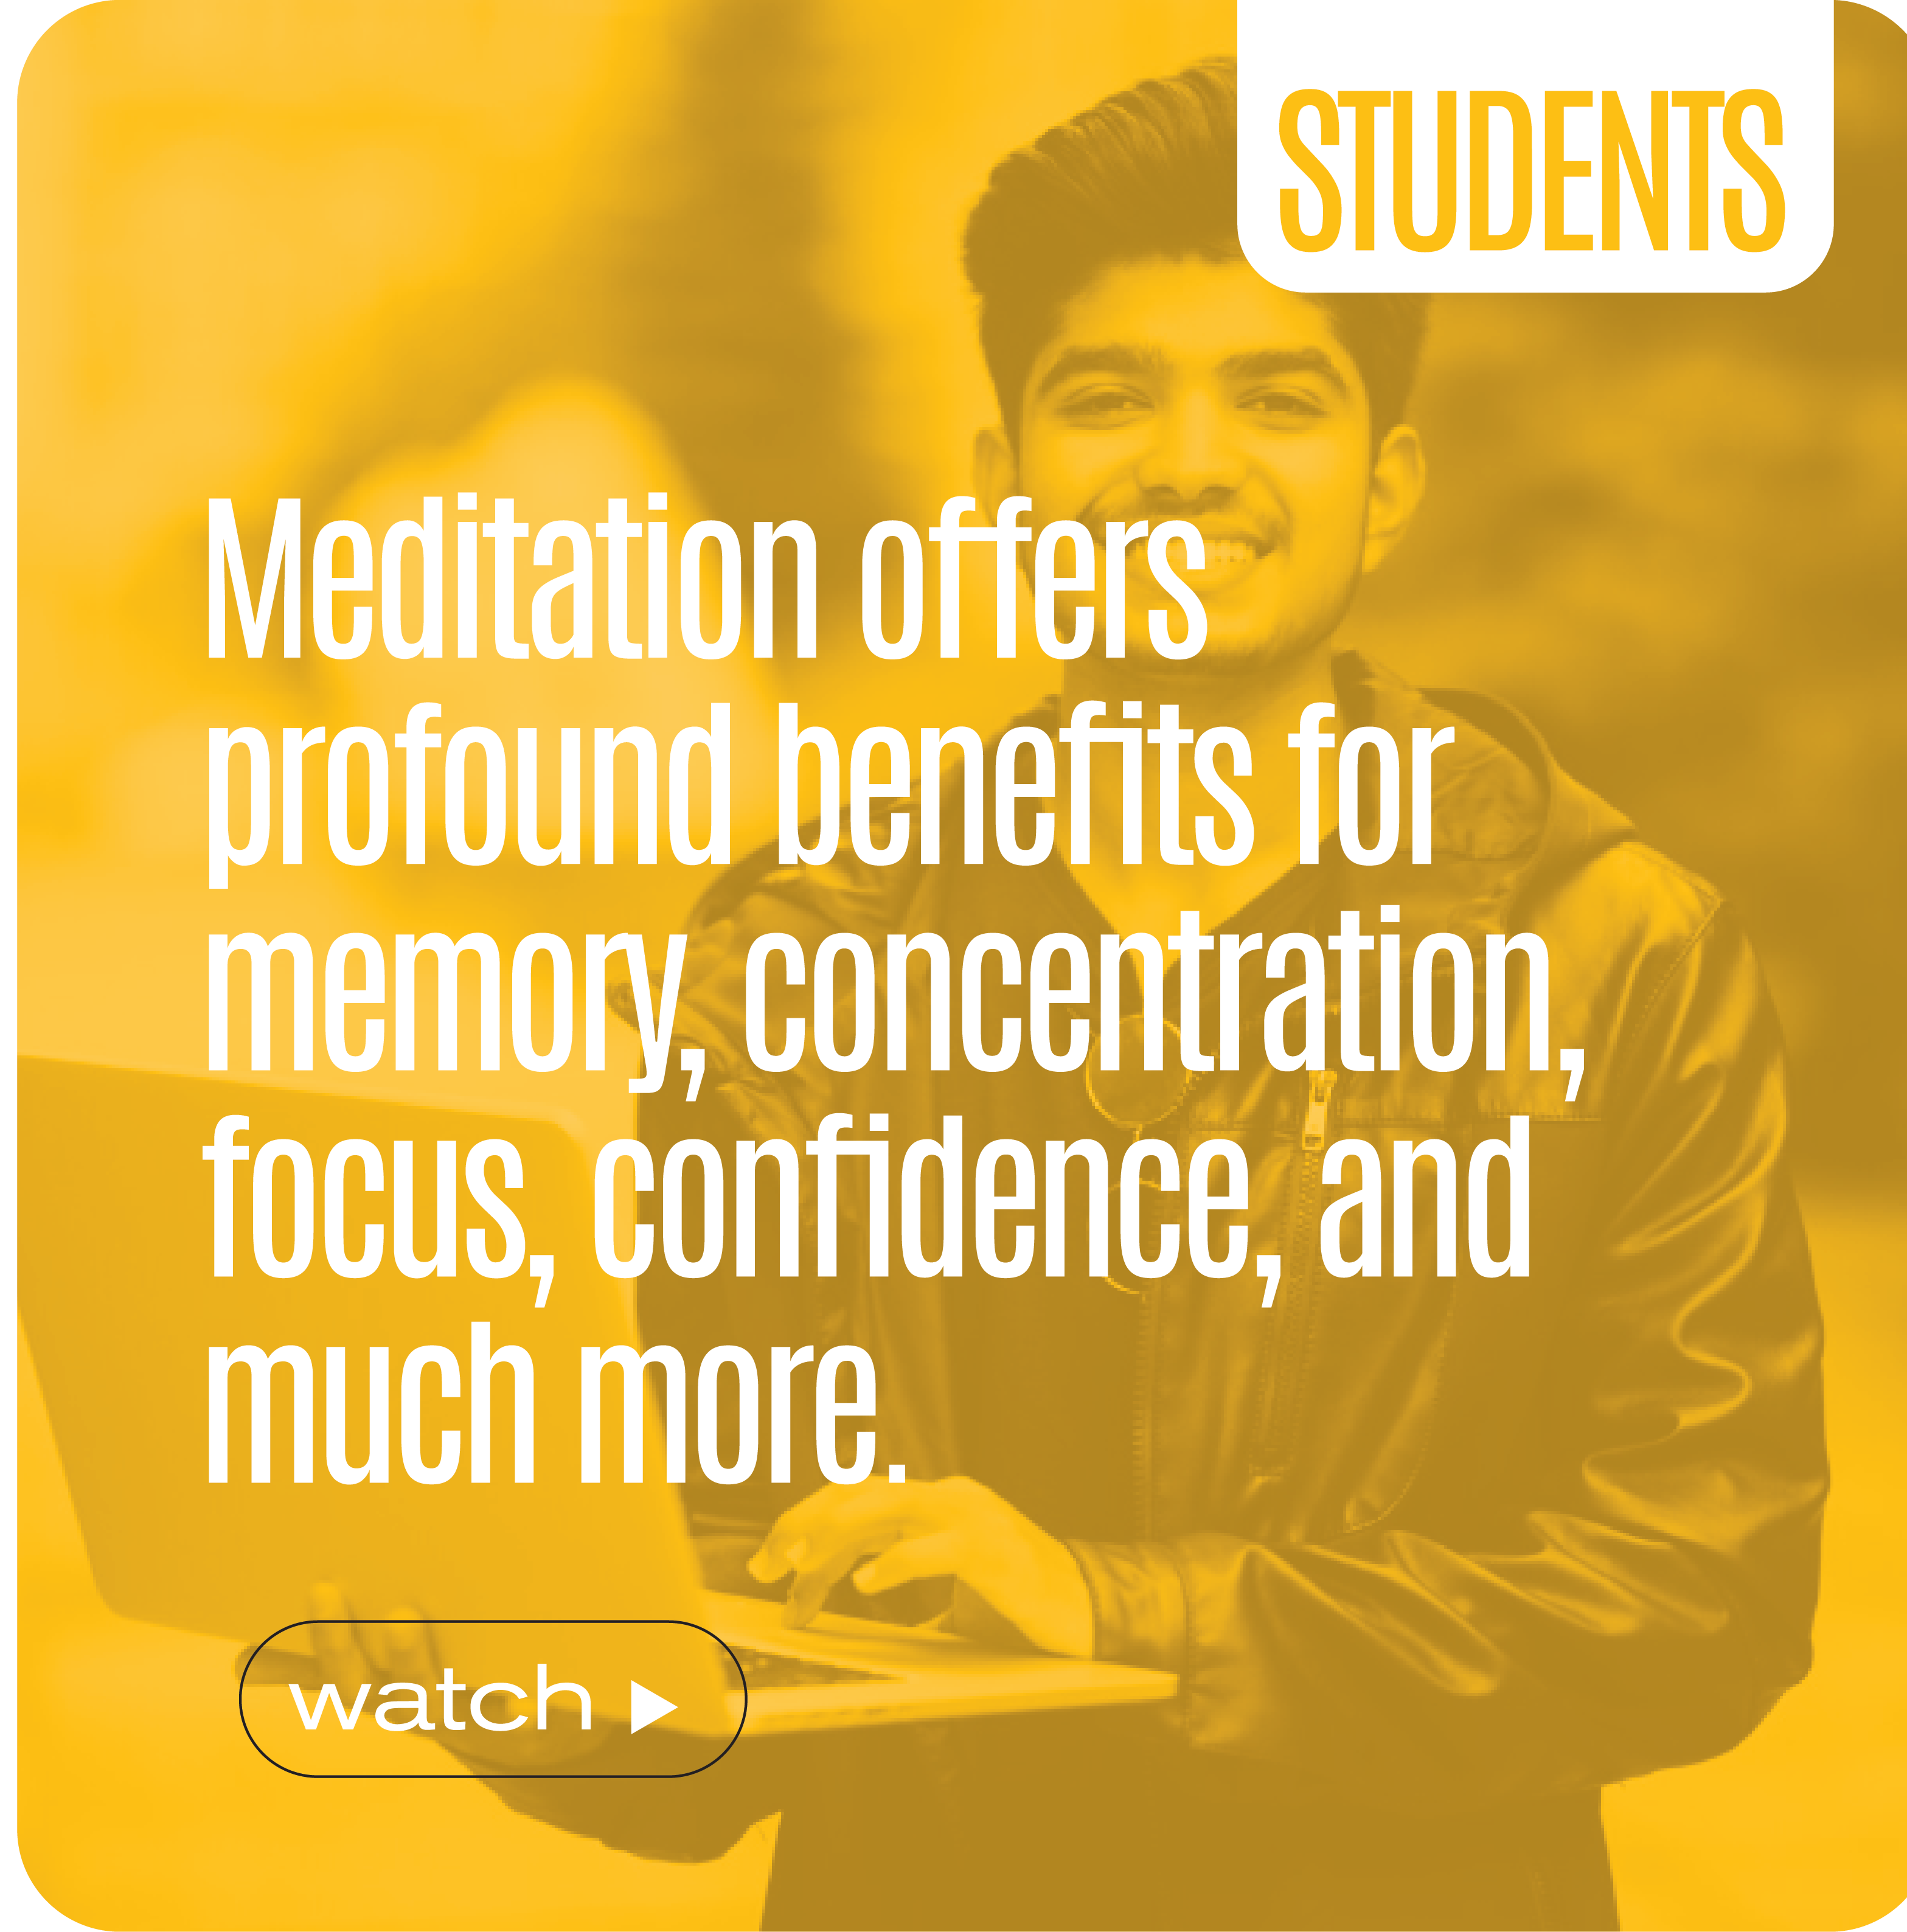 STUDENTS
Meditation offers
profound benefits for
memory, concentration,
focus, confidence, and
much more.
watch